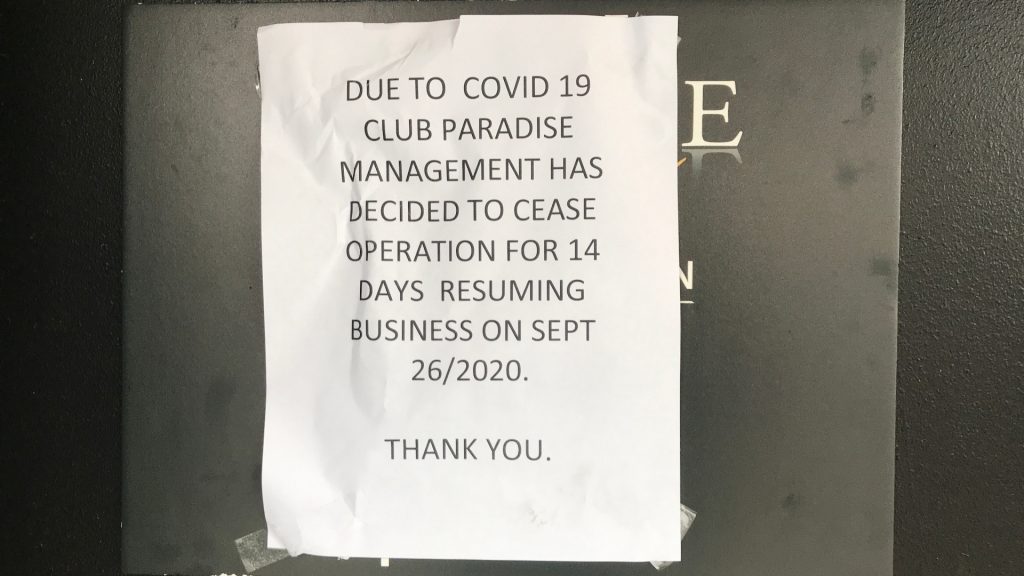 DUE TO COVID 19
CLUB PARADISE
MANAGEMENT HAS
DECIDED TO CEASE
OPERATION FOR 14
DAYS RESUMING
BUSINESS ON SEPT
26/2020.
THANK YOU.
E
N